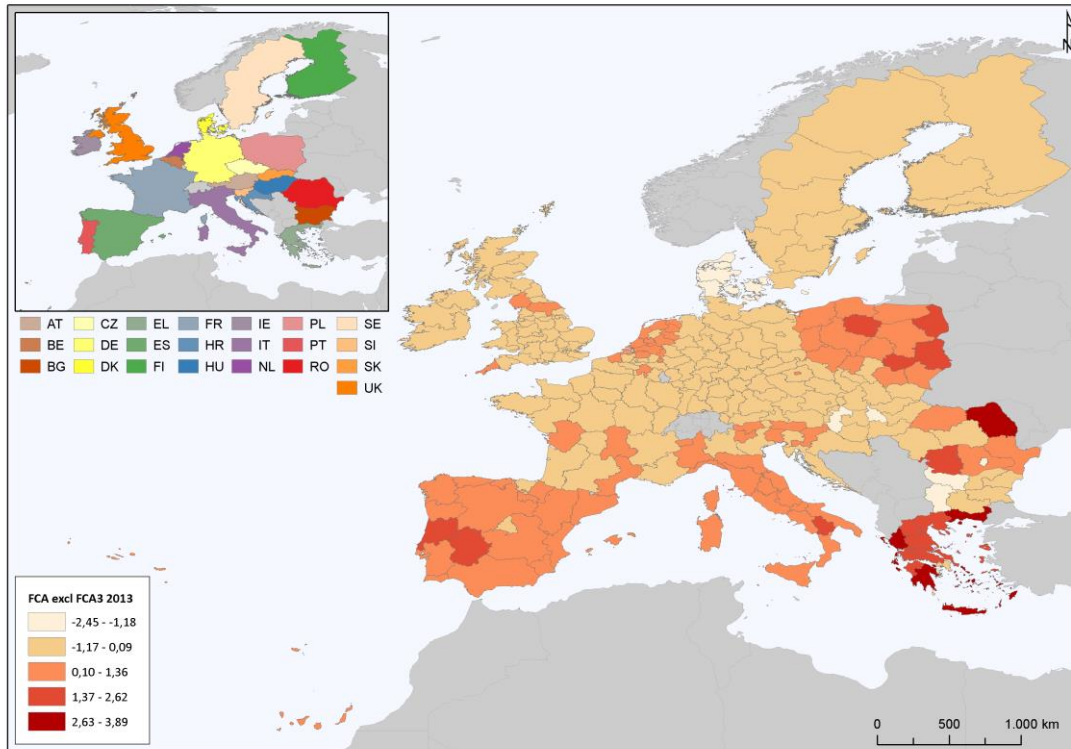 N
AT CZ EL FR IE PL SE
BE DE ES HR IT PT SI
BG DK FI HU NL RO SK
UK
FCA excl FCA3 2013
-2,45 - -1,18
-1,17 - 0,09
0,10 - 1,36
1,37 - 2,62
2,63 - 3,89
0 500 1.000 km